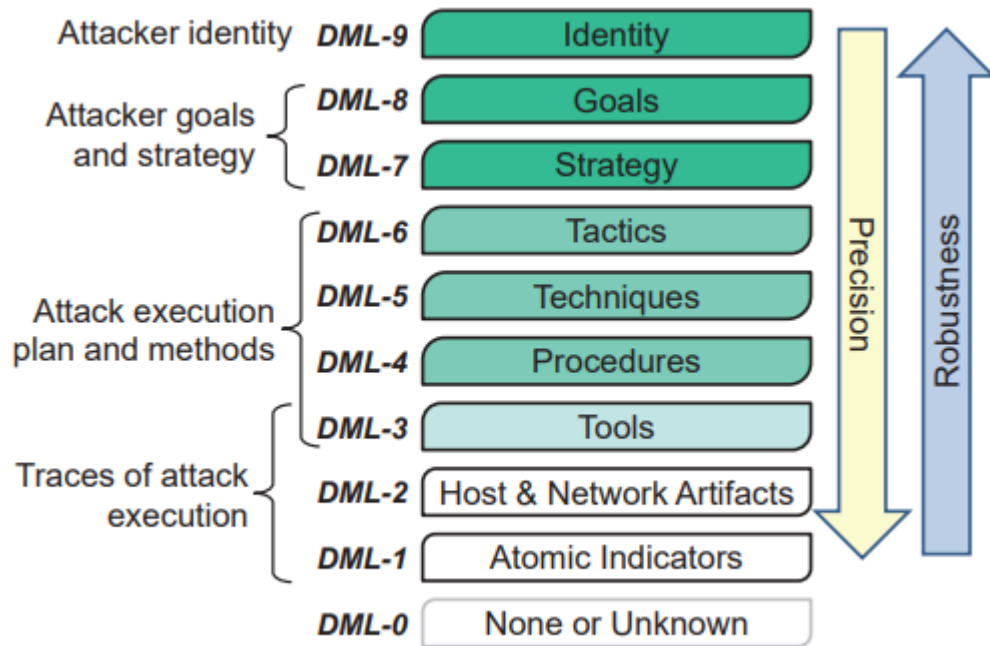 Attacker identity DML-9 Identity
Attacker goals
and strategy
DML-8 Goals
DML-7 Strategy
Attack execution
plan and methods
DML-6 Tactics
DML-5 Techniques
DML-4 Procedures
DML-3 Tools
Traces of attack
execution
DML-2 Host & Network Artifacts
DML-1 Atomic Indicators
DML-0 None or Unknown
Precision
Robustness